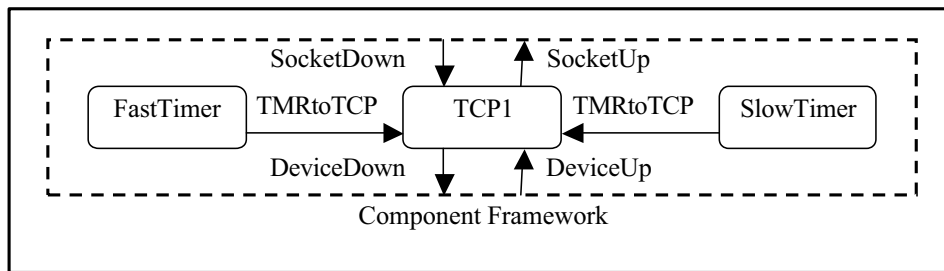 SocketDown
SocketUp
FastTimer
TMRtoTCP
TCP1
TMRtoTCP
SlowTimer
DeviceDown
DeviceUp
Component Framework